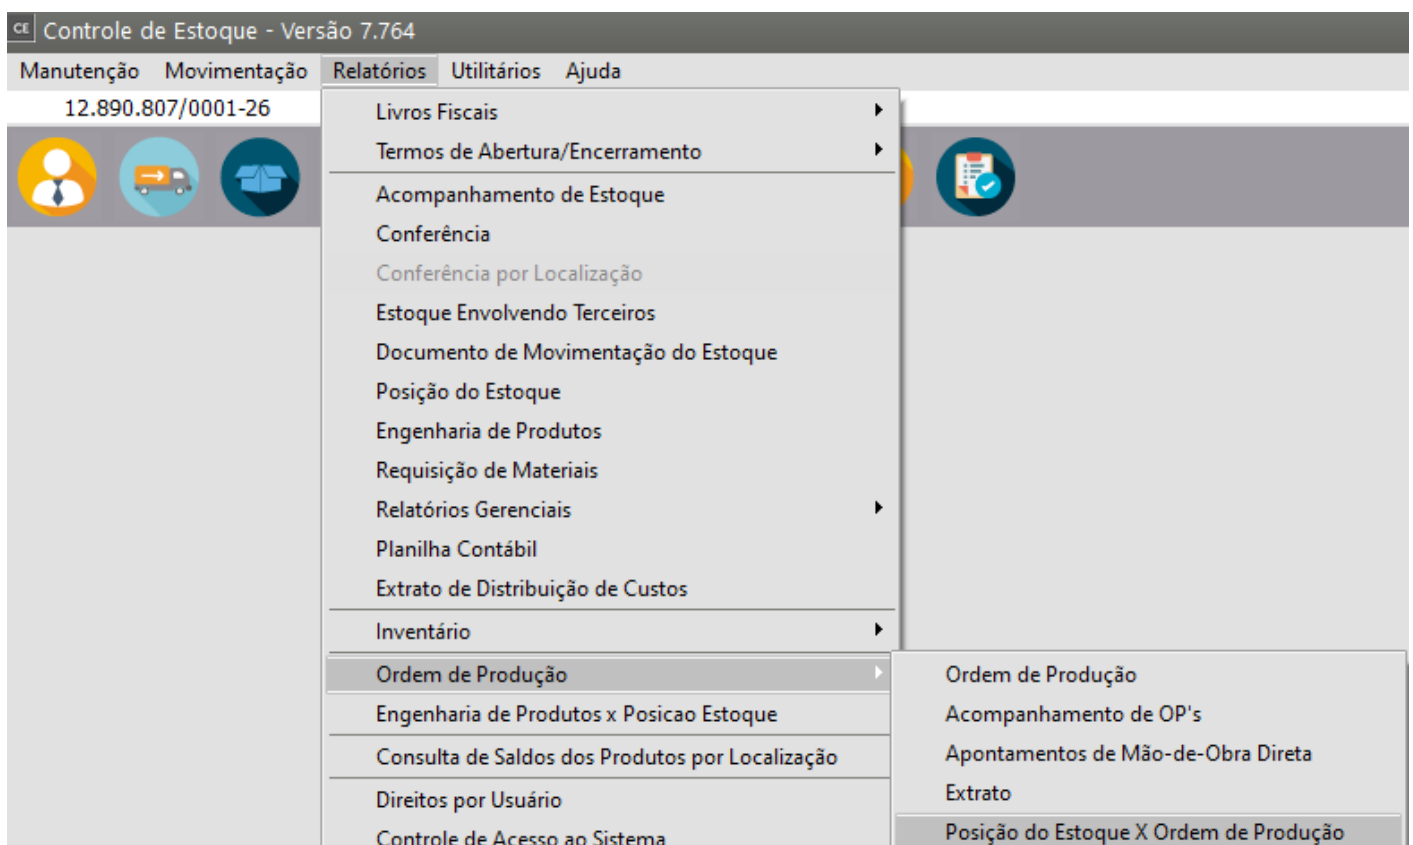 CE Controle de Estoque - Versão 7.764
Manutenção Movimentação Relatórios Utilitários Ajuda
12.890.807/0001-26
Livros Fiscais
Termos de Abertura/Encerramento
Acompanhamento de Estoque
Conferência
Conferência por Localização
Estoque Envolvendo Terceiros
Documento de Movimentação do Estoque
Posição do Estoque
Engenharia de Produtos
Requisição de Materiais
Relatórios Gerenciais
Planilha Contábil
Extrato de Distribuição de Custos
Inventário
Ordem de Produção
Engenharia de Produtos x Posicao Estoque
Consulta de Saldos dos Produtos por Localização
Direitos por Usuário
Controle de Acesso ao Sistema
Ordem de Produção
Acompanhamento de OP's
Apontamentos de Mão-de-Obra Direta
Extrato
Posição do Estoque X Ordem de Produção